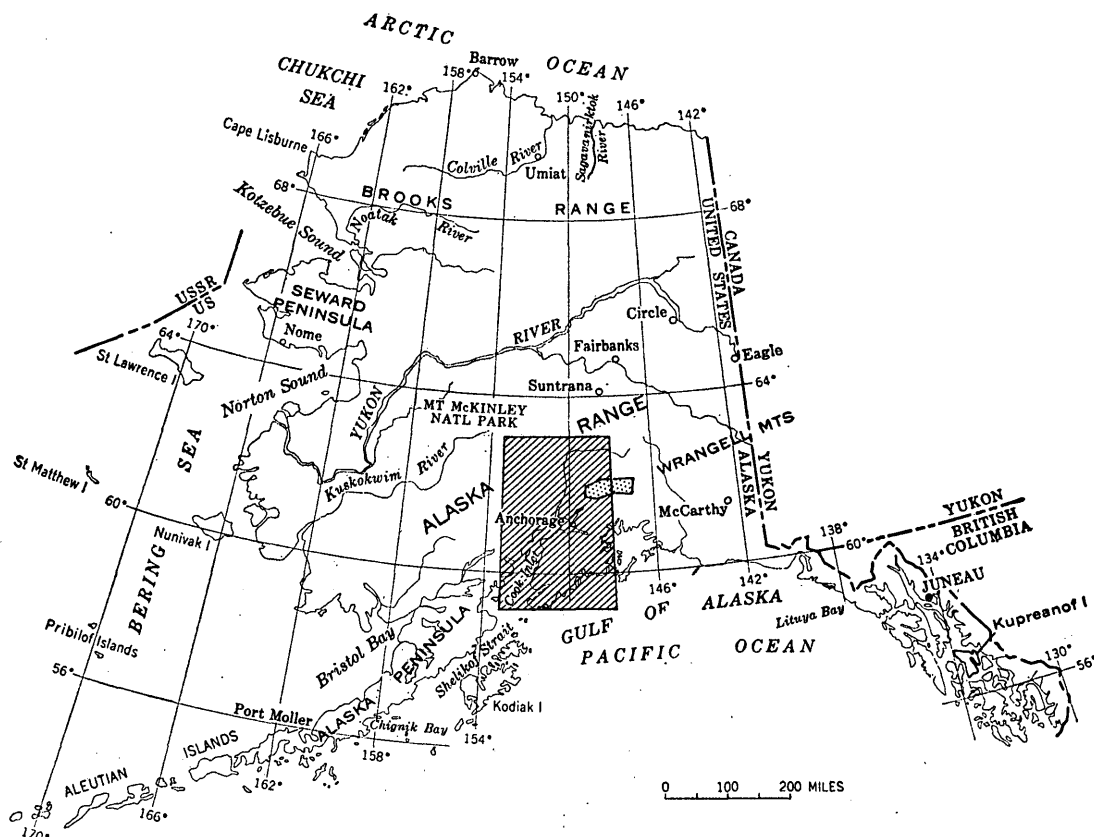 ARCTIC OCEAN
Barrow
CHUKCHI
SEA
166°
162°
158°
154°
150°
146°
142°
Cape Lisburne
Colville River
Umiat
Sagavanirktok
River
68°
BROOKS RANGE
68°
Kotzebue Sound
Noatak
River
CANADA
UNITED STATES
USSR
US
SEWARD
PENINSULA
Nome
170°
64°
St Lawrence I
Norton Sound
YUKON RIVER
Circle
Fairbanks
Eagle
Suntrana
64°
MT McKINLEY
NATL PARK
RANGE
WRANGELL MTS
St Matthew I
BERING SEA
Kuskokwim River
ALASKA
Anchorage
McCarthy
YUKON
ALASKA
60°
Nunivak I
Cook Inlet
146°
142°
138°
60°
YUKON
BRITISH
COLUMBIA
134°
JUNEAU
GULF OF ALASKA
Lituya Bay
Kupreanof I
PACIFIC OCEAN
Pribilof Islands
Bristol Bay
PENINSULA
Shelikof Strait
130°
56°
56°
Port Moller
ALASKA
Chignik Bay
Kodiak I
154°
158°
162°
166°
170°
ALEUTIAN ISLANDS
0 100 200 MILES